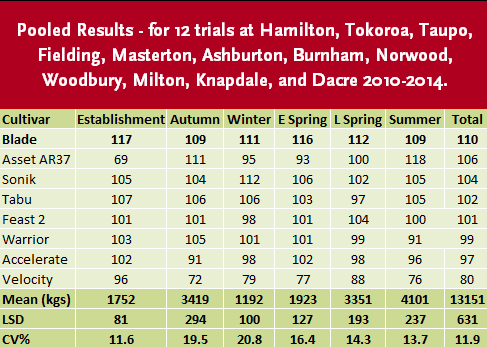 Pooled Results - for 12 trials at Hamilton, Tokoroa, Taupo,
Fielding, Masterton, Ashburton, Burnham, Norwood,
Woodbury, Milton, Knapdale, and Dacre 2010-2014.
Cultivar Establishment Autumn Winter E Spring L Spring Summer Total
Blade 117 109 111 116 112 109 110
Asset AR37 69 111 95 93 100 118 106
Sonik 105 104 112 106 102 105 104
Tabu 107 106 106 103 97 105 102
Feast 2 101 101 98 101 104 100 101
Warrior 103 105 101 101 99 91 99
Accelerate 102 91 98 102 98 96 97
Velocity 96 72 79 77 88 76 80
Mean (kgs) 1752 3419 1192 1923 3351 4101 13151
LSD 81 294 100 127 193 237 631
CV% 11.6 19.5 20.8 16.4 14.3 13.7 11.9